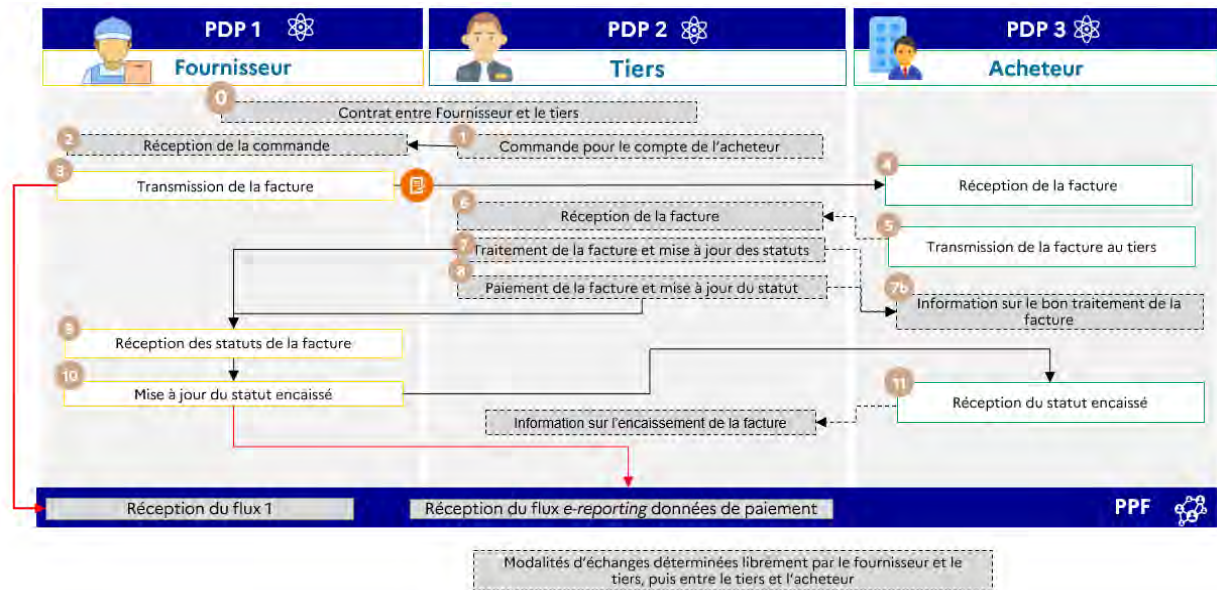 PDP 1
PDP 2
PDP 3
Fournisseur
Tiers
Acheteur
0
Contrat entre Fournisseur et le tiers
2
Réception de la commande
1
Commande pour le compte de l'acheteur
3
Transmission de la facture
4
Réception de la facture
6
Réception de la facture
5
Transmission de la facture au tiers
7
Traitement de la facture et mise à jour des statuts
8
Paiement de la facture et mise à jour du statut
7b
Information sur le bon traitement de la
facture
9
Réception des statuts de la facture
10
Mise à jour du statut encaissé
11
Réception du statut encaissé
Information sur l'encaissement de la facture
Réception du flux 1
Réception du flux e-reporting données de paiement
PPF
Modalités d'échanges déterminées librement par le fournisseur et le
tiers, puis entre le tiers et l'acheteur